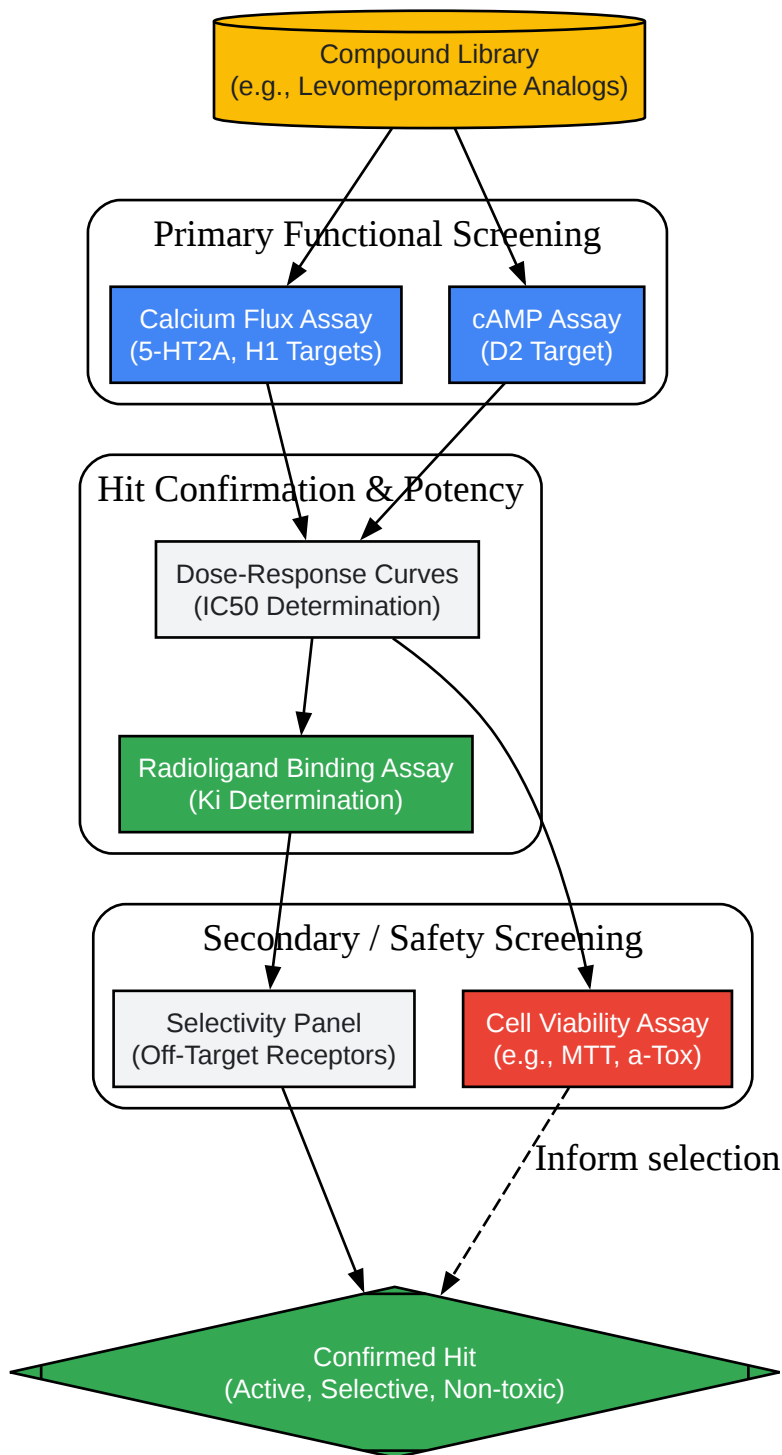 Compound Library
(e.g., Levomepromazine Analogs)
Primary Functional Screening
Calcium Flux Assay
(5-HT2A, H1 Targets)
cAMP Assay
(D2 Target)
Hit Confirmation & Potency
Dose-Response Curves
(IC50 Determination)
Radioligand Binding Assay
(Ki Determination)
Secondary / Safety Screening
Selectivity Panel
(Off-Target Receptors)
Cell Viability Assay
(e.g., MTT, a-Tox)
Inform selection
Confirmed Hit
(Active, Selective, Non-toxic)